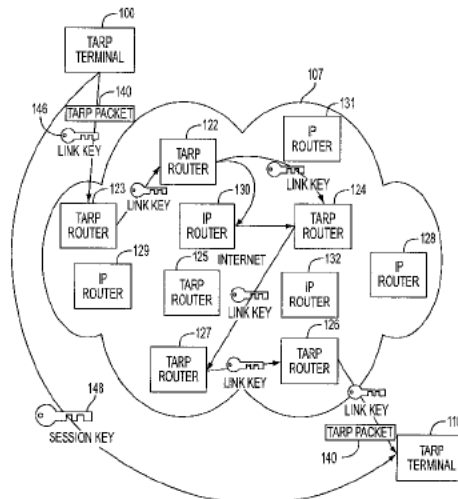 100
TARP
TERMINAL
140
TARP PACKET
146
LINK KEY
107
131
IP
ROUTER
122
TARP
ROUTER
LINK KEY
LINK KEY
123
TARP
ROUTER
130
IP
ROUTER
124
TARP
ROUTER
INTERNET
129
IP
ROUTER
125
TARP
ROUTER
132
IP
ROUTER
128
IP
ROUTER
LINK KEY
127
TARP
ROUTER
LINK KEY
126
TARP
ROUTER
LINK KEY
148
SESSION KEY
TARP PACKET
140
TARP
TERMINAL